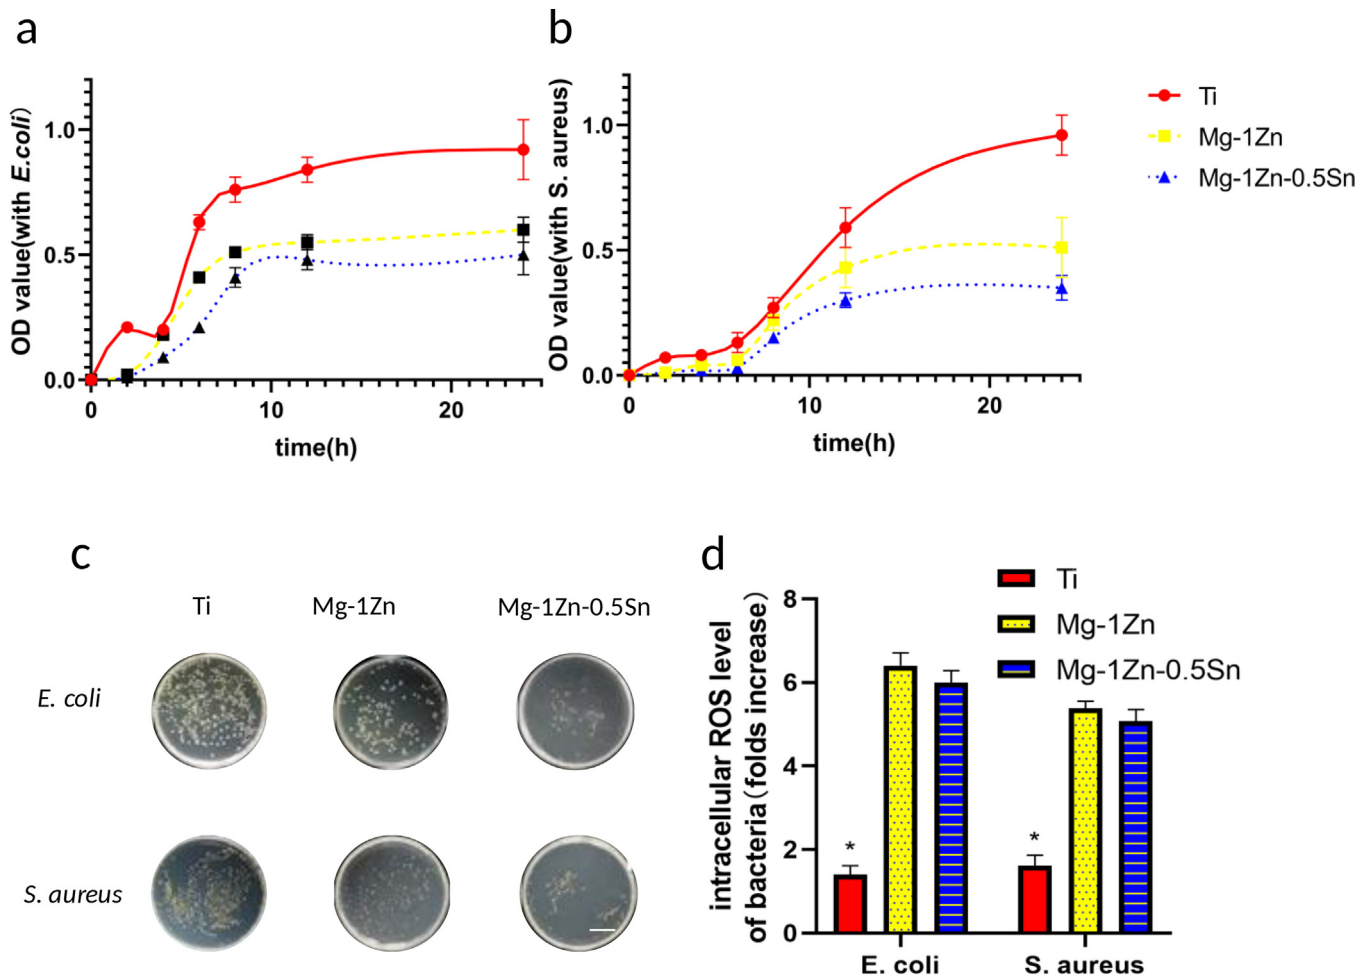 a
b
OD value(with E.coli)
1.0
0.5
0.0
0
10
20
time(h)
OD value(with S. aureus)
1.0
0.5
0.0
0
10
20
time(h)
Ti
Mg-1Zn
Mg-1Zn-0.5Sn
c
Ti
Mg-1Zn
Mg-1Zn-0.5Sn
E. coli
S. aureus
d
Ti
Mg-1Zn
Mg-1Zn-0.5Sn
intracellular ROS level
of bacteria(folds increase)
8
6
4
2
0
*
*
E. coli
S. aureus